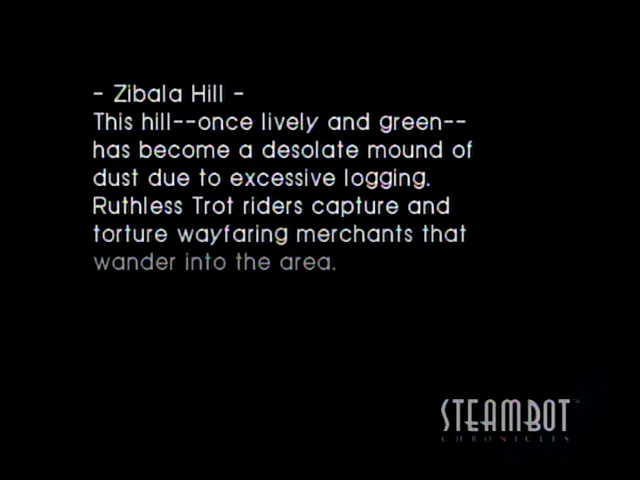 - Zibala Hill -
This hill--once lively and green--
has become a desolate mound of
dust due to excessive logging.
Ruthless Trot riders capture and
torture wayfaring merchants that
wander into the area.
STEAMBOT™
CHRONICLES